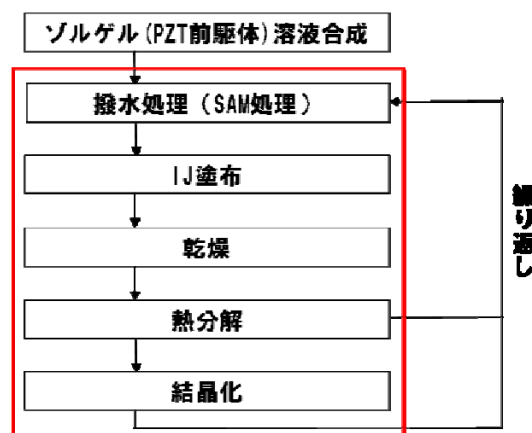 ゾルゲル(PZT前駆体)溶液合成
撥水処理(SAM処理)
IJ塗布
乾燥
熱分解
結晶化
繰り返し